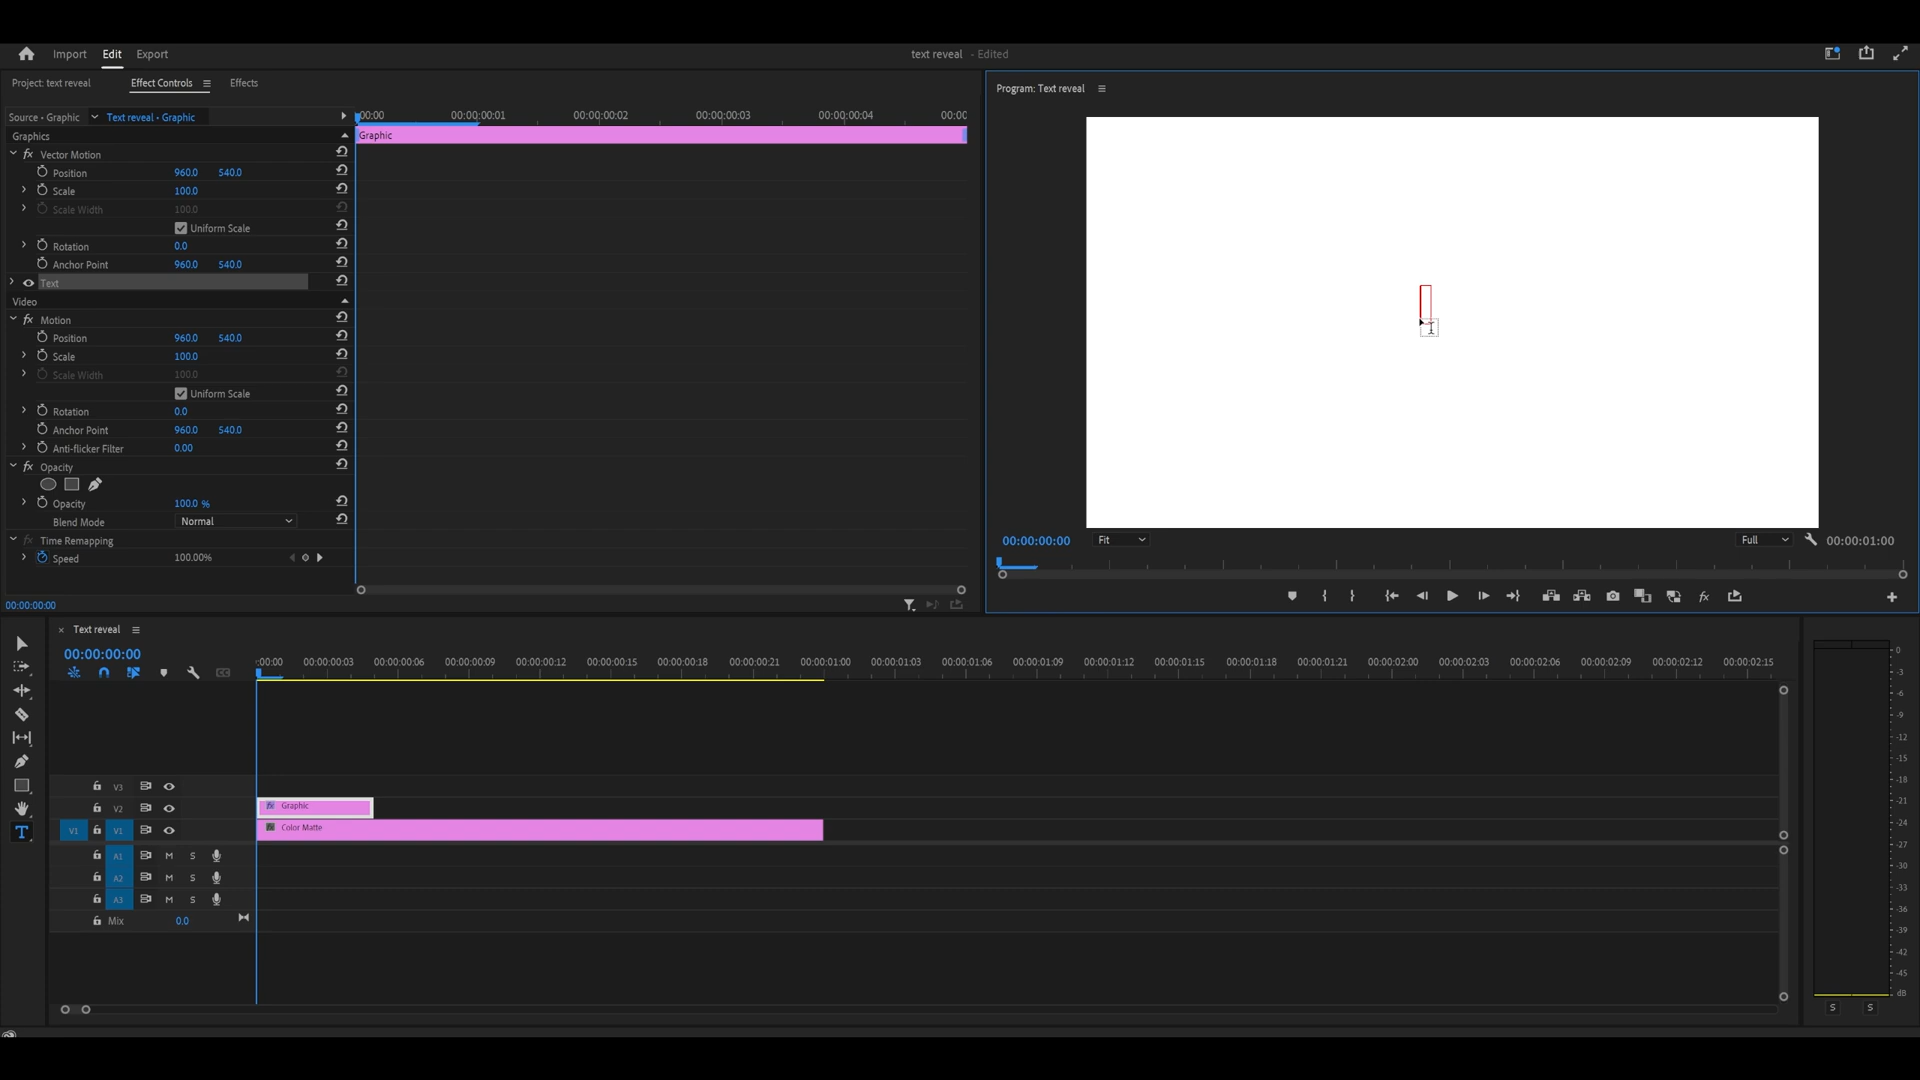 Import Edit Export text reveal - Edited
Project: text reveal Effect Controls Effects
Program: Text reveal
Source • Graphic Text reveal • Graphic
:00:00 00:00:00:01 00:00:00:02 00:00:00:03 00:00:00:04 00:00:0
Graphics
Graphic
fx Vector Motion
Position 960.0 540.0
Scale 100.0
Scale Width 100.0
Uniform Scale
Rotation 0.0
Anchor Point 960.0 540.0
Text
Video
fx Motion
Position 960.0 540.0
Scale 100.0
Scale Width 100.0
Uniform Scale
Rotation 0.0
Anchor Point 960.0 540.0
Anti-flicker Filter 0.00
fx Opacity
Opacity 100.0 %
Blend Mode Normal
fx Time Remapping
Speed 100.00%
00:00:00:00 Fit Full 00:00:01:00
00:00:00:00
fx
Text reveal
00:00:00:00
:00:00 00:00:00:03 00:00:00:06 00:00:00:09 00:00:00:12 00:00:00:15 00:00:00:18 00:00:00:21 00:00:01:00 00:00:01:03 00:00:01:06 00:00:01:09 00:00:01:12 00:00:01:15 00:00:01:18 00:00:01:21 00:00:02:00 00:00:02:03 00:00:02:06 00:00:02:09 00:00:02:12 00:00:02:15
CC
V3
V2 fx Graphic
V1 V1 fx Color Matte
A1 M S
A2 M S
A3 M S
Mix 0.0
0
-3
-6
-9
-12
-15
-18
-21
-24
-27
-30
-33
-36
-39
-42
-45
dB
S S